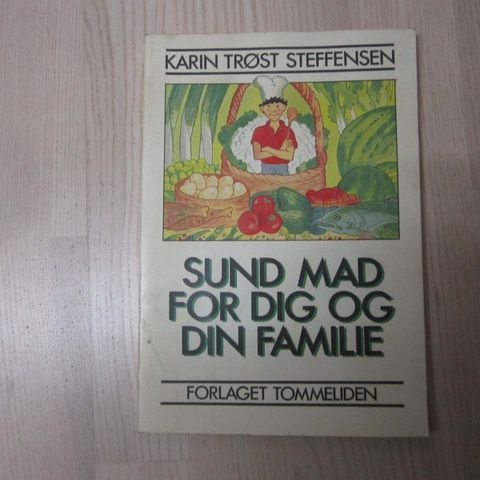 KARIN TRØST STEFFENSEN
SUND MAD
FOR DIG OG
DIN FAMILIE
FORLAGET TOMMELIDEN